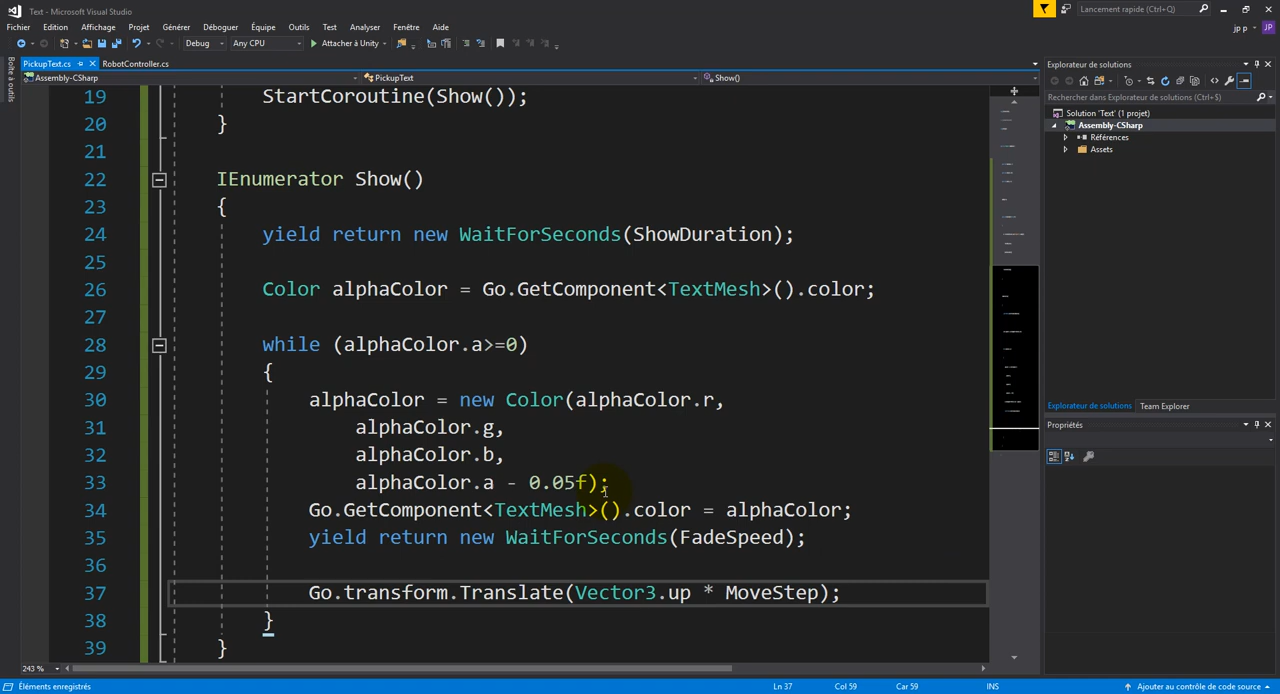 Text - Microsoft Visual Studio
Lancement rapide (Ctrl+Q)
Fichier Edition Affichage Projet Générer Déboguer Équipe Outils Test Analyser Fenêtre Aide
jp p JP
Debug Any CPU Attacher à Unity
Boîte à outils
PickupText.cs RobotController.cs
Assembly-CSharp PickupText Show()
19 StartCoroutine(Show());
20 }
21
22 IEnumerator Show()
23 {
24 yield return new WaitForSeconds(ShowDuration);
25
26 Color alphaColor = Go.GetComponent<TextMesh>().color;
27
28 while (alphaColor.a>=0)
29 {
30 alphaColor = new Color(alphaColor.r,
31 alphaColor.g,
32 alphaColor.b,
33 alphaColor.a - 0.05f);
34 Go.GetComponent<TextMesh>().color = alphaColor;
35 yield return new WaitForSeconds(FadeSpeed);
36
37 Go.transform.Translate(Vector3.up * MoveStep);
38 }
39 }
243 %
Explorateur de solutions
Rechercher dans Explorateur de solutions (Ctrl+$)
Solution 'Text' (1 projet)
Assembly-CSharp
Références
Assets
Explorateur de solutions Team Explorer
Propriétés
Éléments enregistrés Ln 37 Col 59 Car 59 INS Ajouter au contrôle de code source